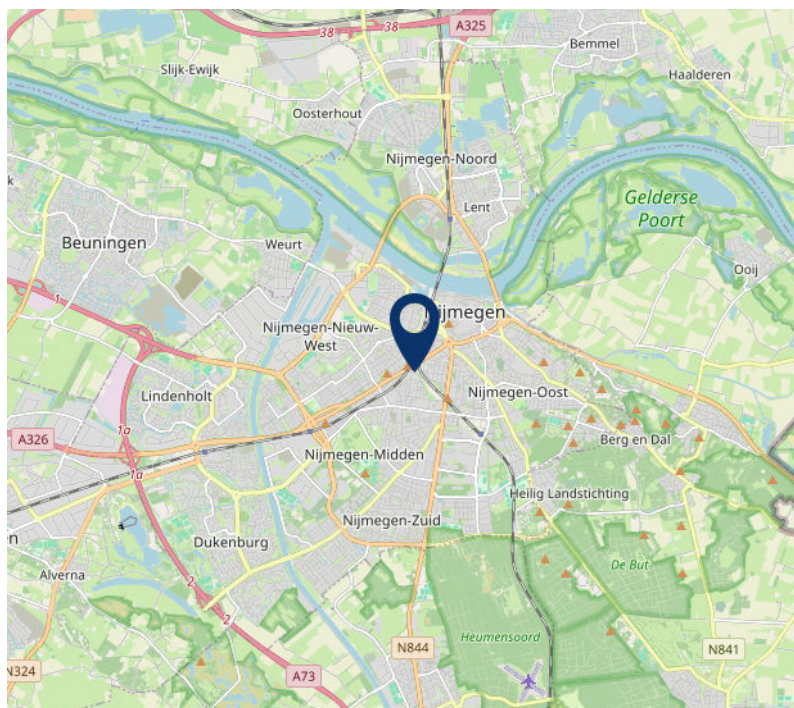 38
38
A325
Bemmel
Slijk-Ewijk
Haalderen
Oosterhout
Nijmegen-Noord
Gelderse
Poort
Lent
Beuningen
Weurt
Ooij
1
Nijmegen
Nijmegen-Nieuw-
West
Lindenholt
Nijmegen-Oost
1a
A326
Berg en Dal
Nijmegen-Midden
1a
Heilig Landstichting
Nijmegen-Zuid
Dukenburg
De But
Alverna
2
2
Heumensoord
N844
N841
N324
A73